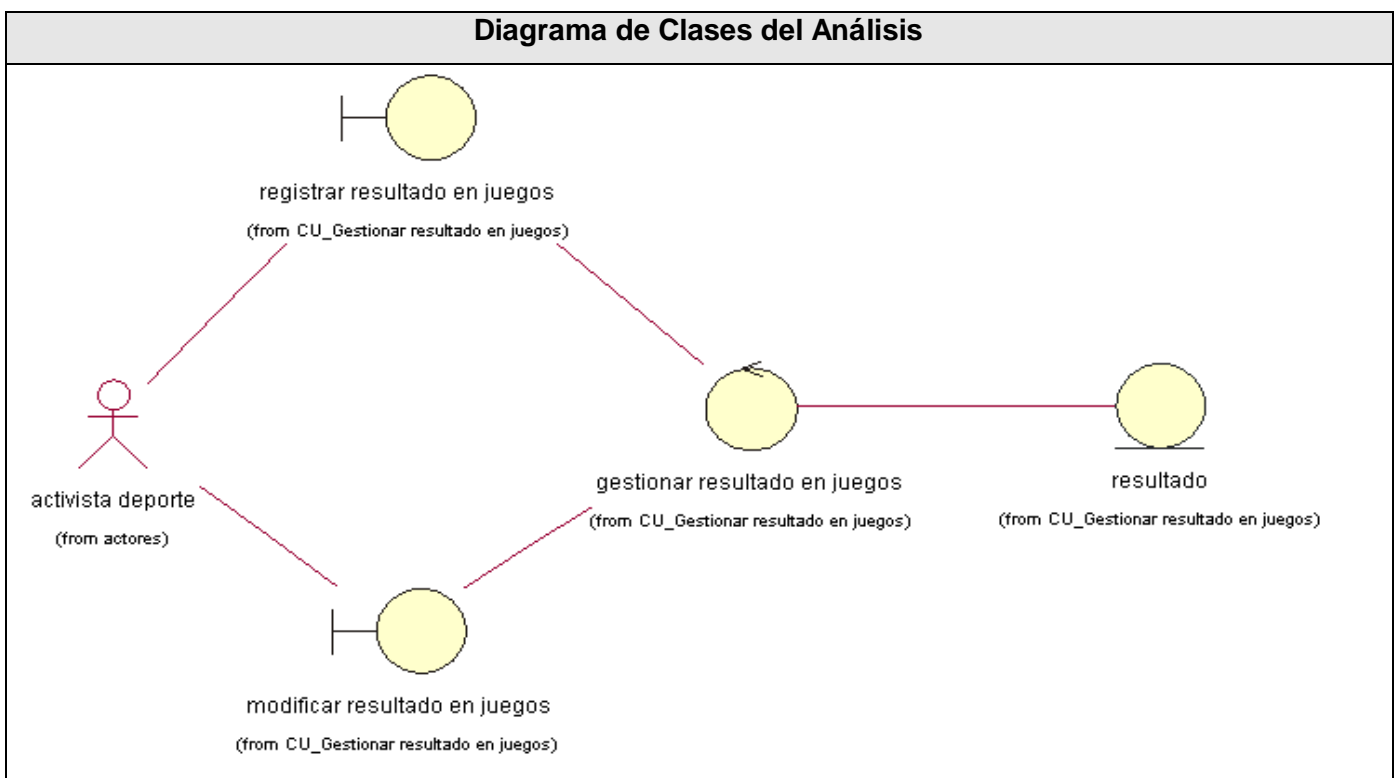 Diagrama de Clases del Análisis
registrar resultado en juegos
(from CU_Gestionar resultado en juegos)
activista deporte
(from actores)
gestionar resultado en juegos
(from CU_Gestionar resultado en juegos)
resultado
(from CU_Gestionar resultado en juegos)
modificar resultado en juegos
(from CU_Gestionar resultado en juegos)